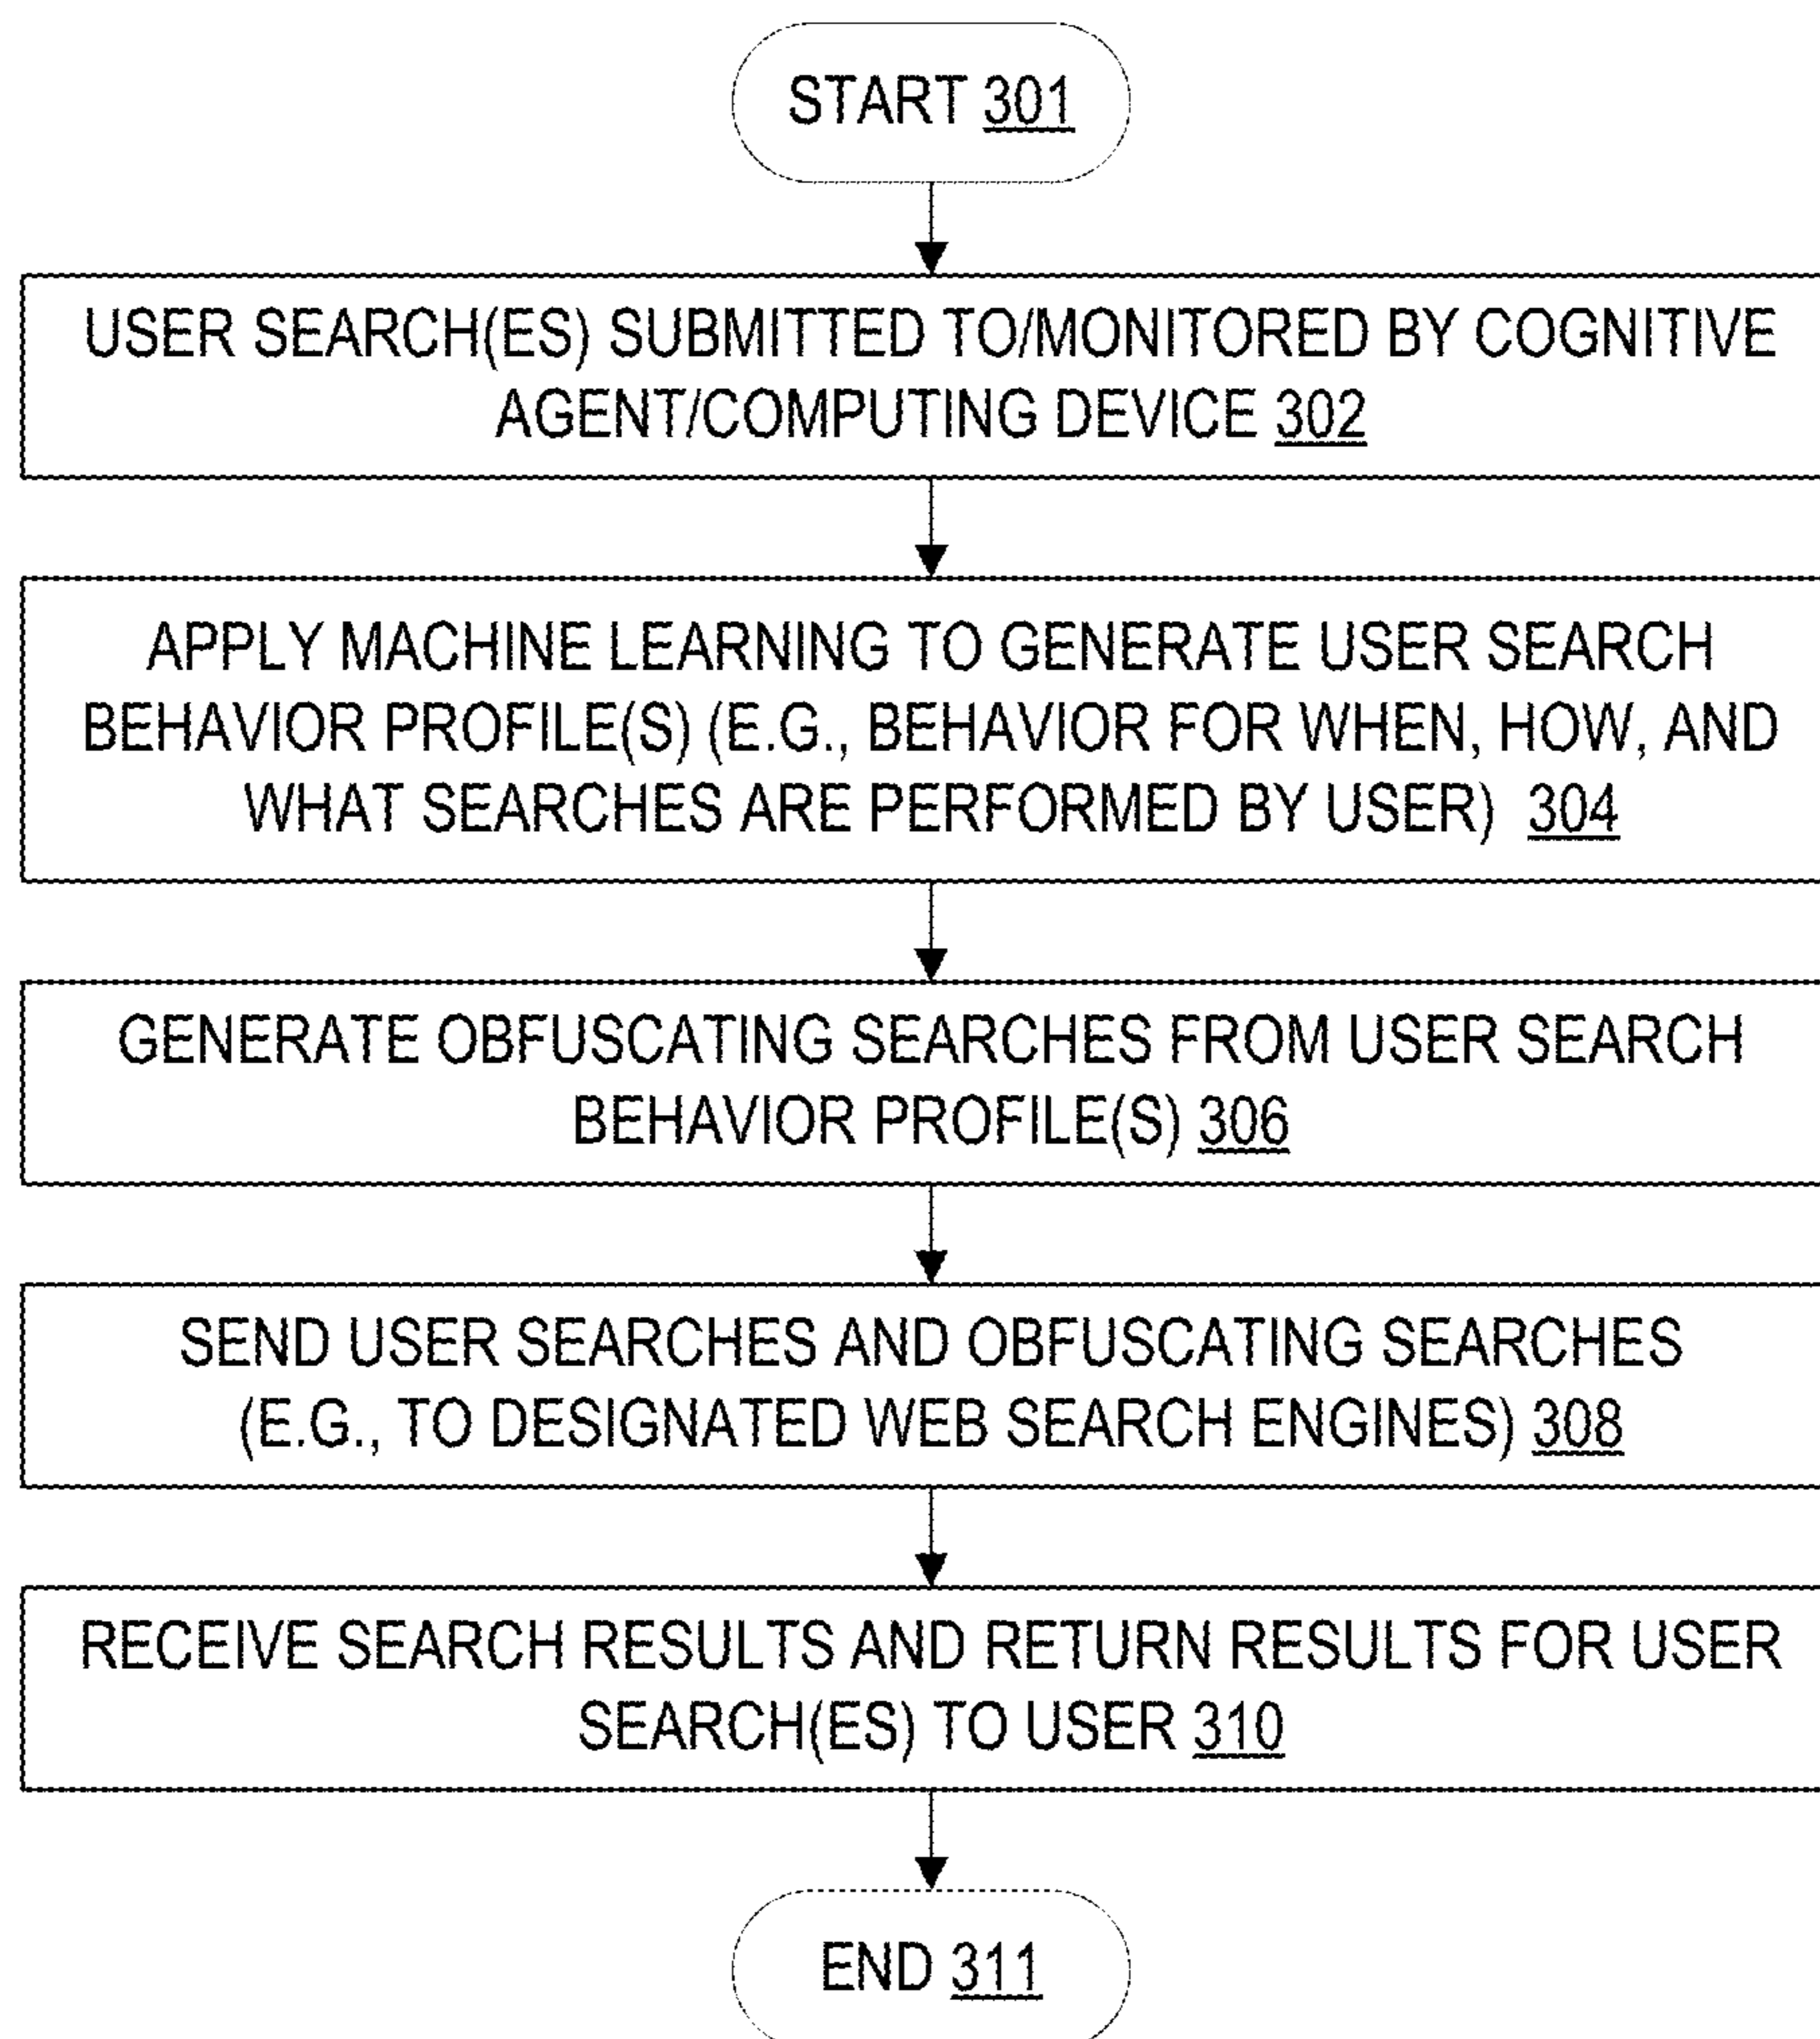 START 301
USER SEARCH(ES) SUBMITTED TO/MONITORED BY COGNITIVE
AGENT/COMPUTING DEVICE 302
APPLY MACHINE LEARNING TO GENERATE USER SEARCH
BEHAVIOR PROFILE(S) (E.G., BEHAVIOR FOR WHEN, HOW, AND
WHAT SEARCHES ARE PERFORMED BY USER) 304
GENERATE OBFUSCATING SEARCHES FROM USER SEARCH
BEHAVIOR PROFILE(S) 306
SEND USER SEARCHES AND OBFUSCATING SEARCHES
(E.G., TO DESIGNATED WEB SEARCH ENGINES) 308
RECEIVE SEARCH RESULTS AND RETURN RESULTS FOR USER
SEARCH(ES) TO USER 310
END 311